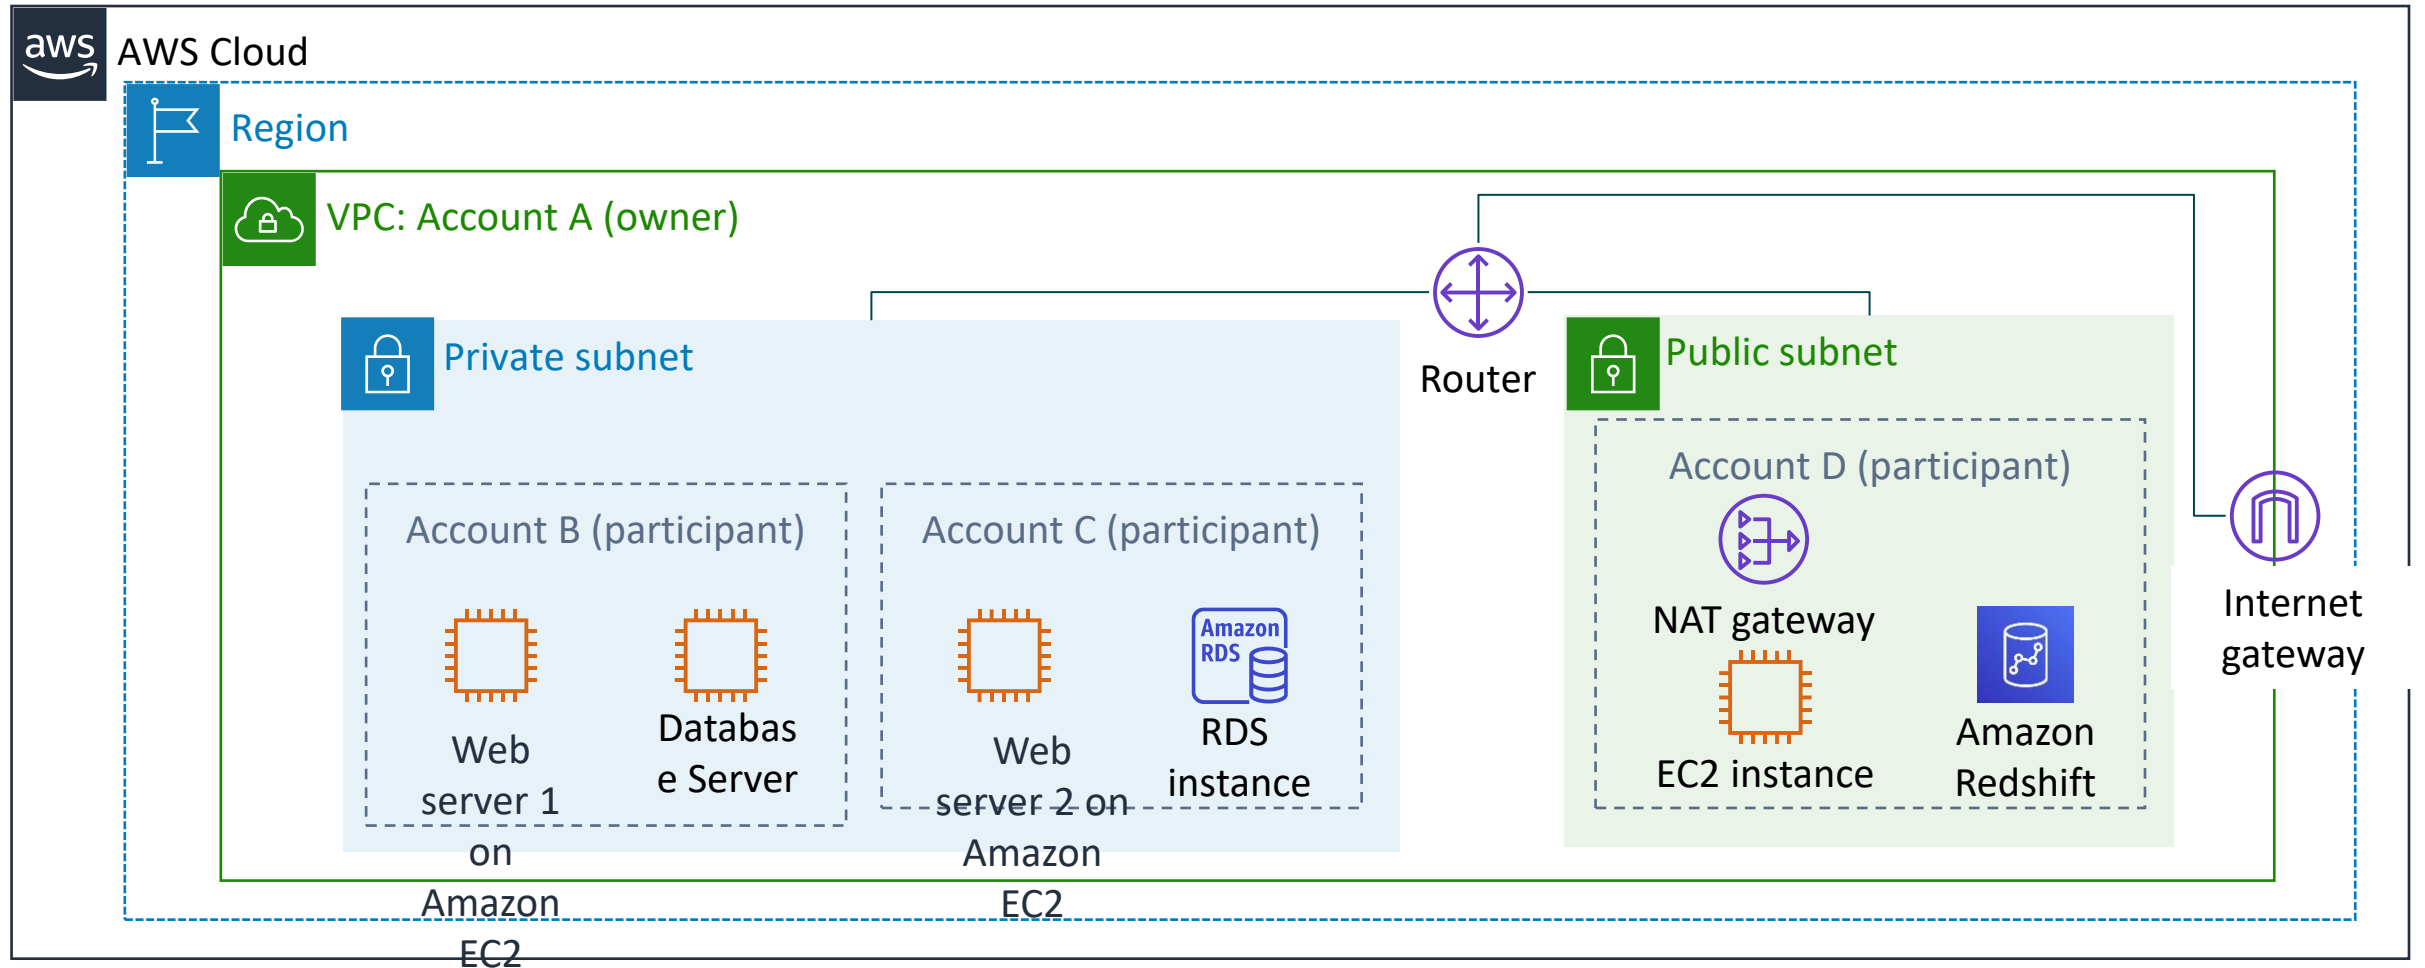 aws
AWS Cloud
Region
VPC: Account A (owner)
Private subnet
Router
Public subnet
Account B (participant)
Web
server 1
on
Amazon
EC2
Databas
e Server
Account C (participant)
Web
server 2 on
Amazon
EC2
Amazon
RDS
RDS
instance
Account D (participant)
NAT gateway
EC2 instance
Amazon
Redshift
Internet
gateway